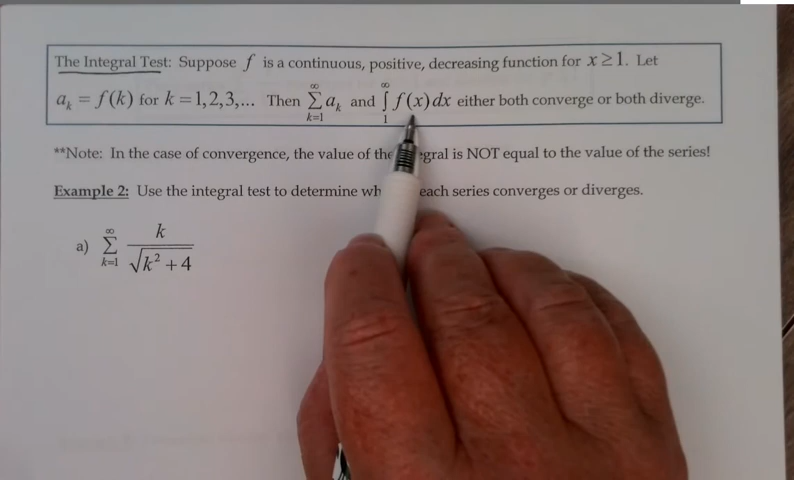 The Integral Test: Suppose f is a continuous, positive, decreasing function for x ≥ 1. Let
a_k = f(k) for k = 1,2,3,... Then ∑_{k=1}^{∞} a_k and ∫_1^∞ f(x)dx either both converge or both diverge.
**Note: In the case of convergence, the value of the is NOT equal to the value of the series!
Example 2: Use the integral test to determine each series converges or diverges.
a) ∑_{k=1}^{∞} k/√(k² + 4)